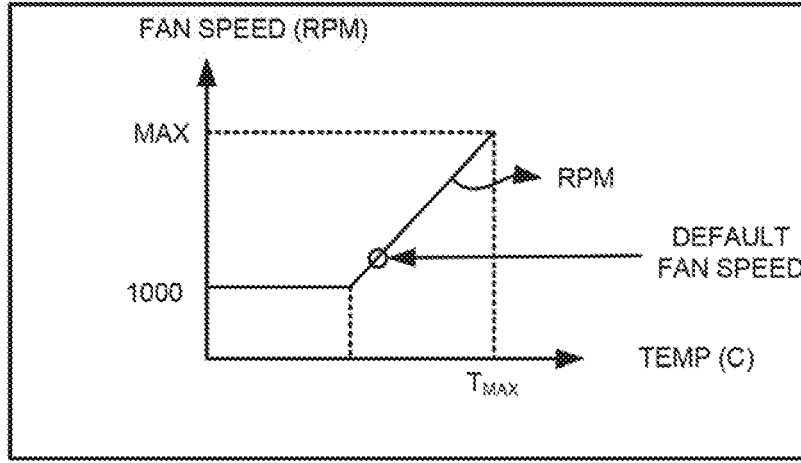 FAN SPEED (RPM)
MAX
RPM
DEFAULT
FAN SPEED
1000
TEMP (C)
TMAX